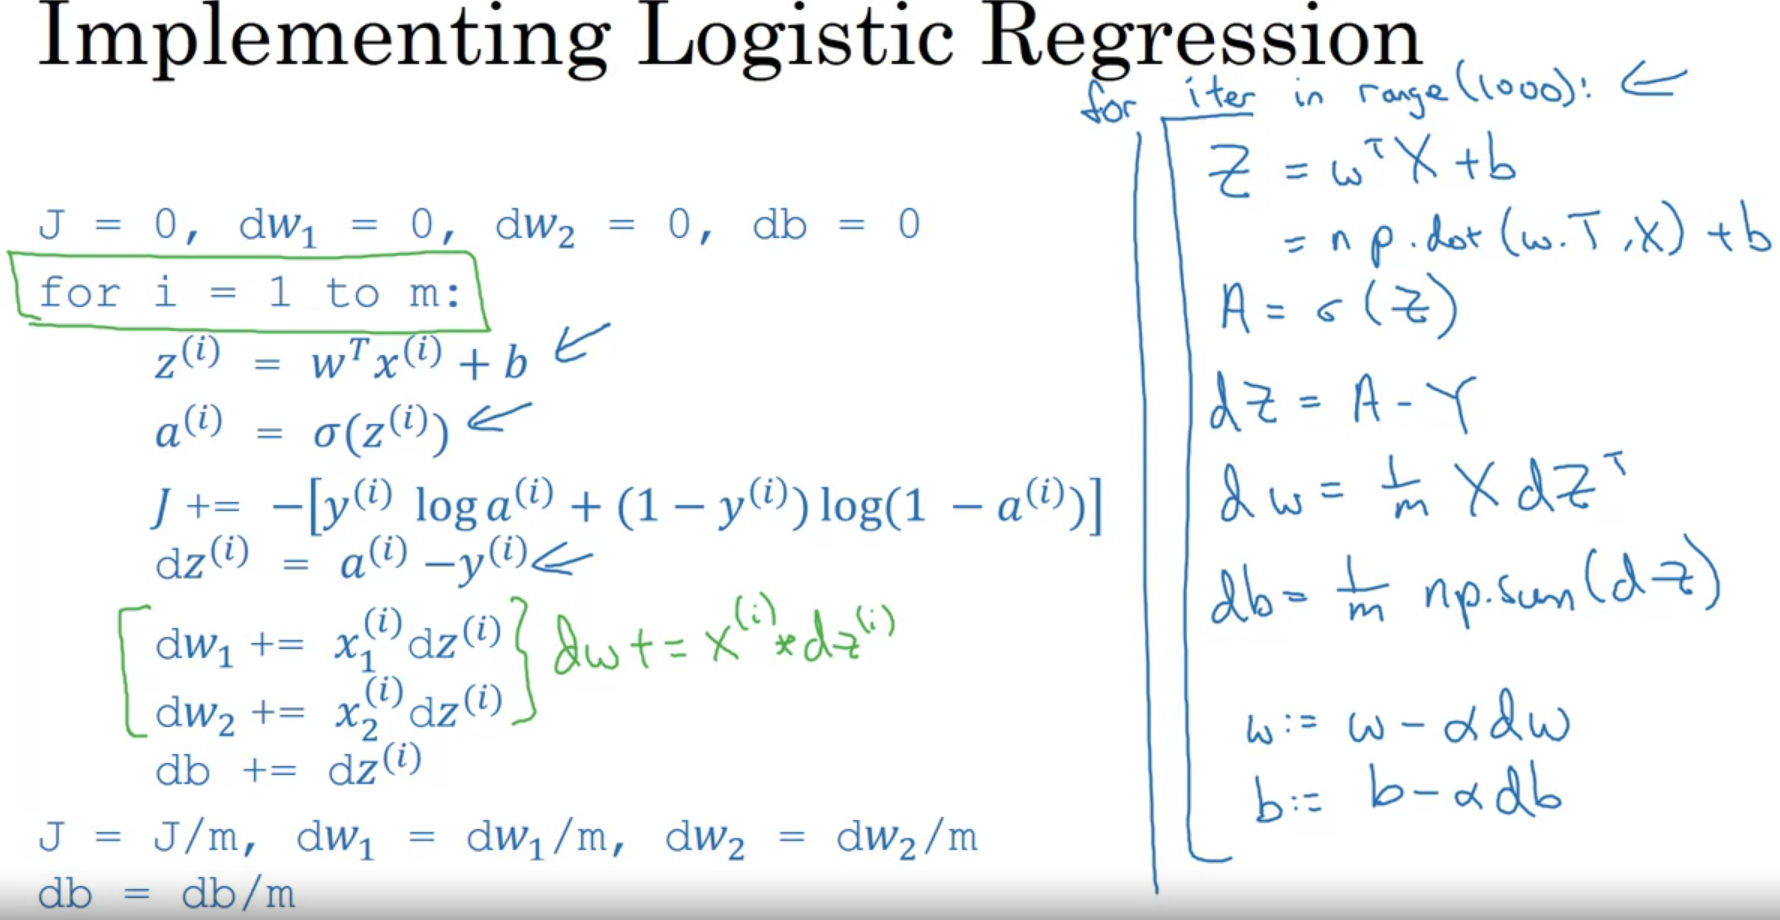 Implementing Logistic Regression
J = 0, dw₁ = 0, dw₂ = 0, db = 0
for i = 1 to m:
z⁽ⁱ⁾ = wᵀx⁽ⁱ⁾ + b
a⁽ⁱ⁾ = σ(z⁽ⁱ⁾)
J += −[y⁽ⁱ⁾ log a⁽ⁱ⁾ + (1 − y⁽ⁱ⁾) log(1 − a⁽ⁱ⁾)]
dz⁽ⁱ⁾ = a⁽ⁱ⁾ −y⁽ⁱ⁾
dw₁ += x₁⁽ⁱ⁾dz⁽ⁱ⁾
dw₂ += x₂⁽ⁱ⁾dz⁽ⁱ⁾
dw += x⁽ⁱ⁾ * dz⁽ⁱ⁾
db += dz⁽ⁱ⁾
J = J/m, dw₁ = dw₁/m, dw₂ = dw₂/m
db = db/m
for iter in range(1000):
Z = wᵀX + b
= np.dot(w.T, X) + b
A = σ(Z)
dZ = A − Y
dw = 1/m X dZᵀ
db = 1/m np.sum(dZ)
w := w − αdw
b := b − αdb